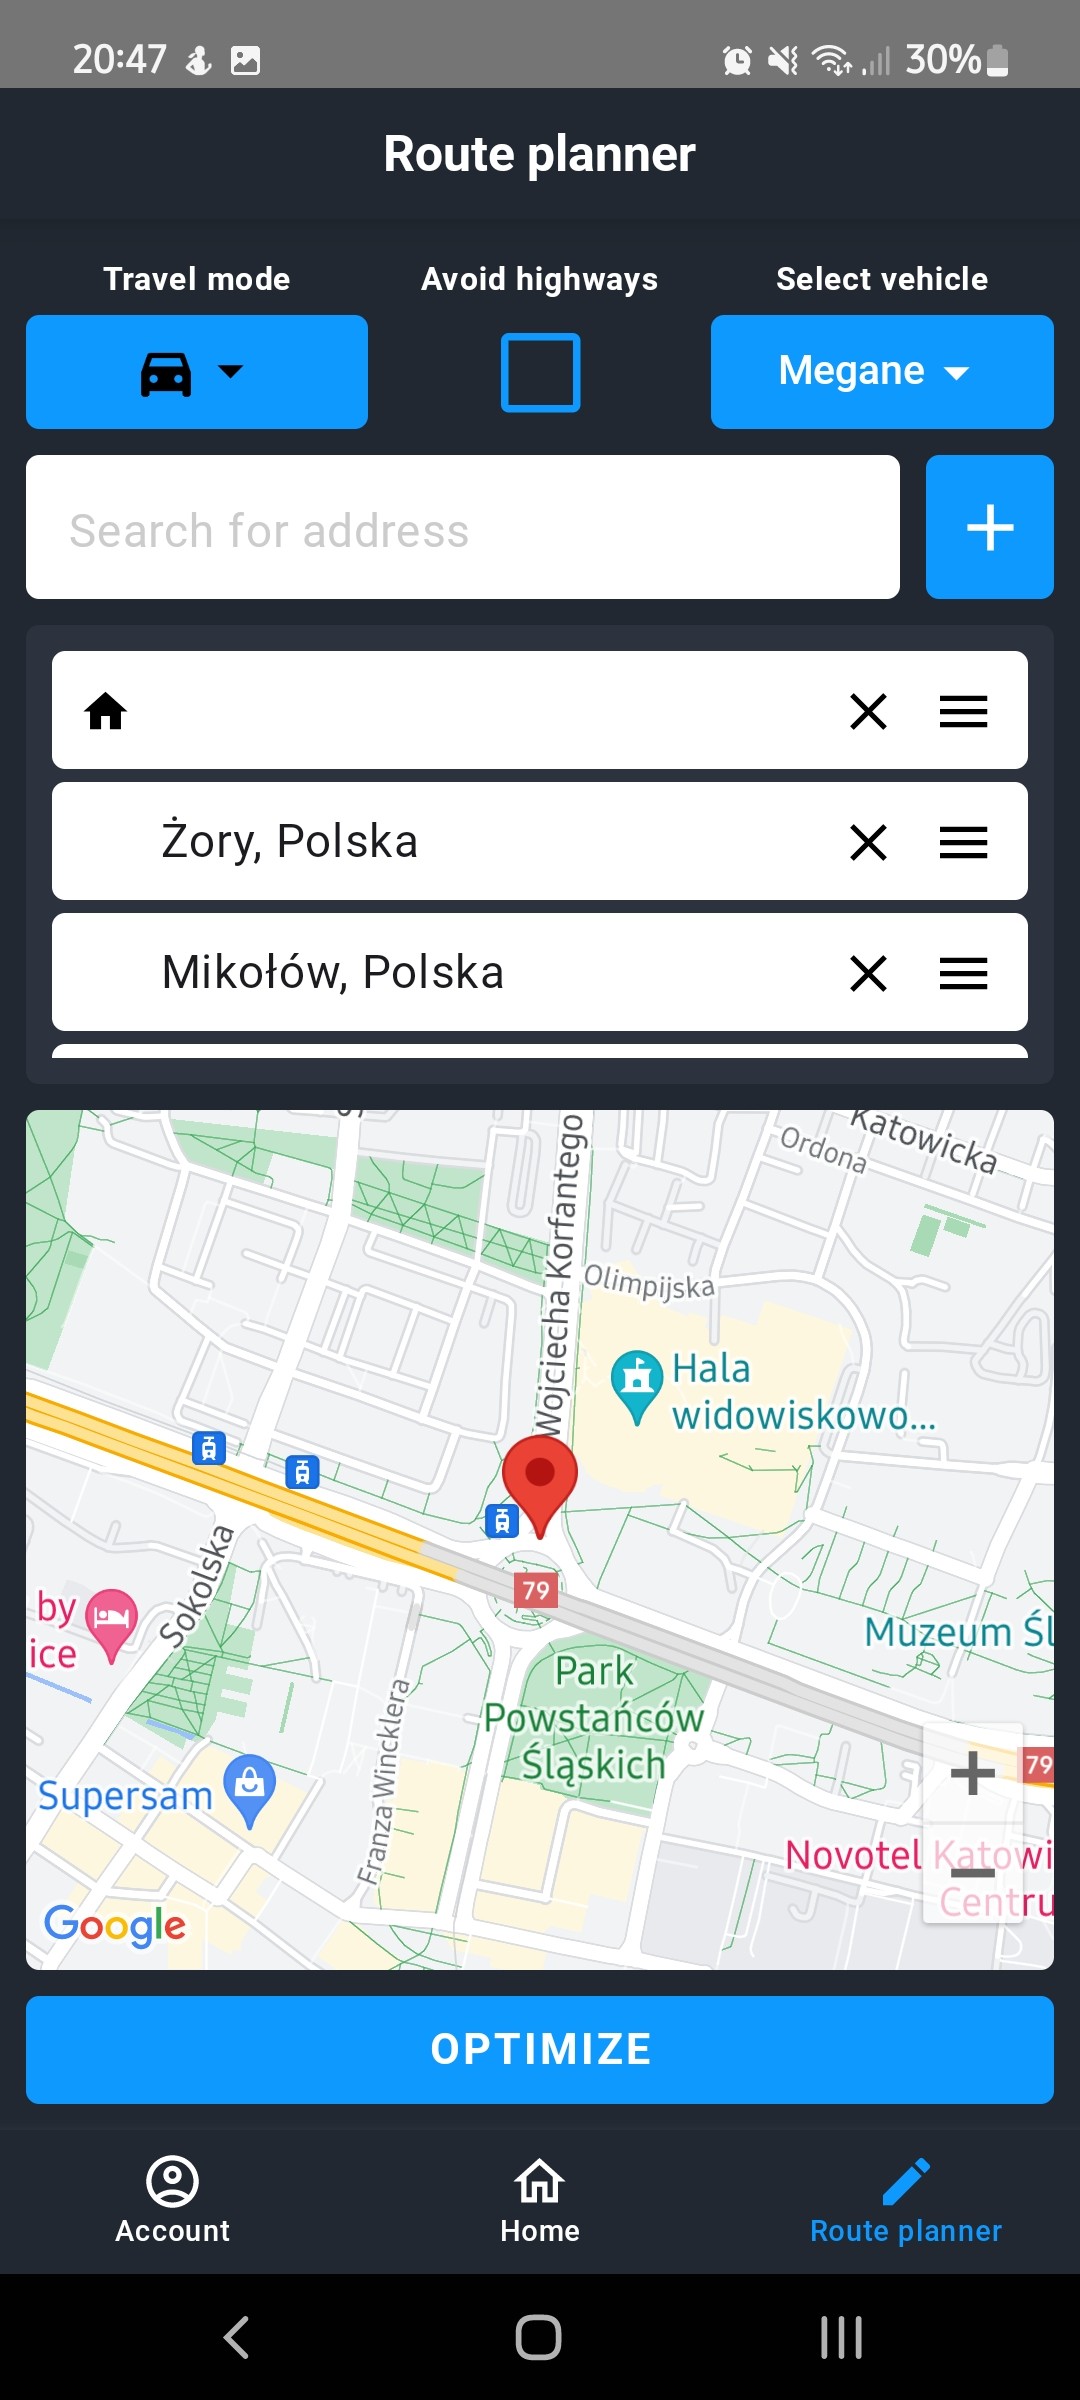 20:47 30%
Route planner
Travel mode Avoid highways Select vehicle
Megane
Search for address
Żory, Polska
Mikołów, Polska
Katowicka
Ordona
Wojciecha Korfantego
Olimpijska
Hala
widowiskowo...
Sokolska
79
by
ice
Muzeum Śl
Park
Powstańców
Śląskich
Franza Wincklera
79
Supersam
Novotel Katowi
Centru
Google
OPTIMIZE
Account Home Route planner